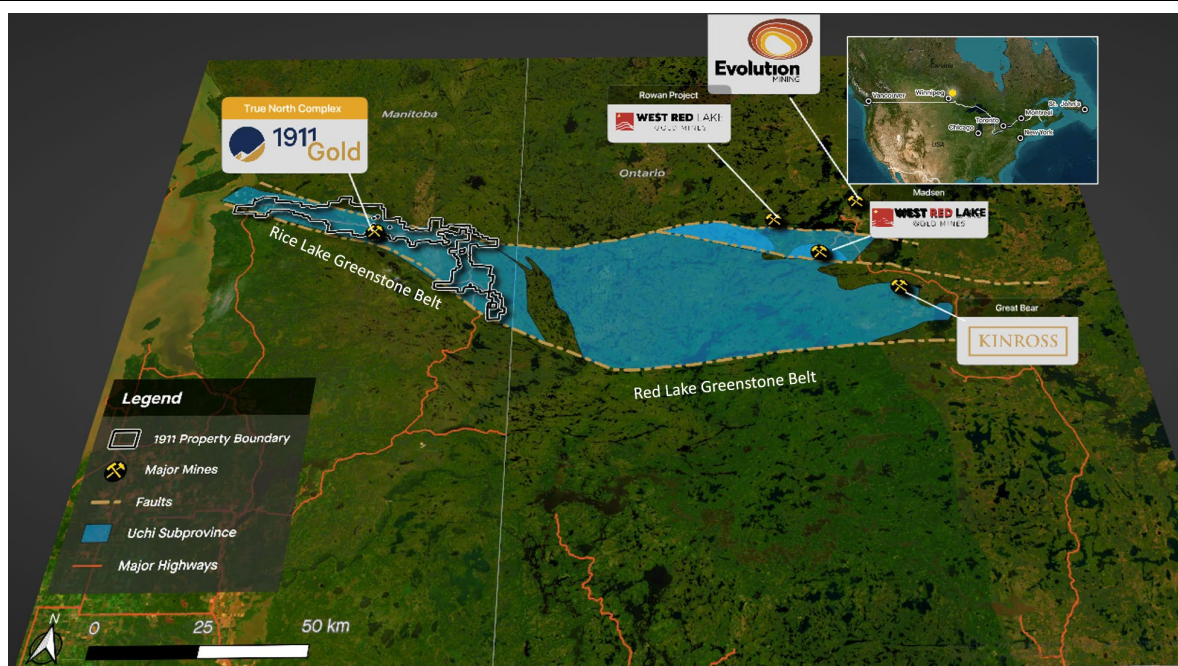 Evolution
MINING
True North Complex
1911
Gold
Manitoba
Rowan Project
WEST RED LAKE
GOLD MINES
Ontario
Canada
Vancouver
Winnipeg
St. John's
Montreal
Toronto
Chicago
New York
USA
Madsen
WEST RED LAKE
GOLD MINES
Rice Lake Greenstone Belt
Great Bear
KINROSS
Red Lake Greenstone Belt
Legend
1911 Property Boundary
Major Mines
Faults
Uchi Subprovince
Major Highways
N
0 25 50 km